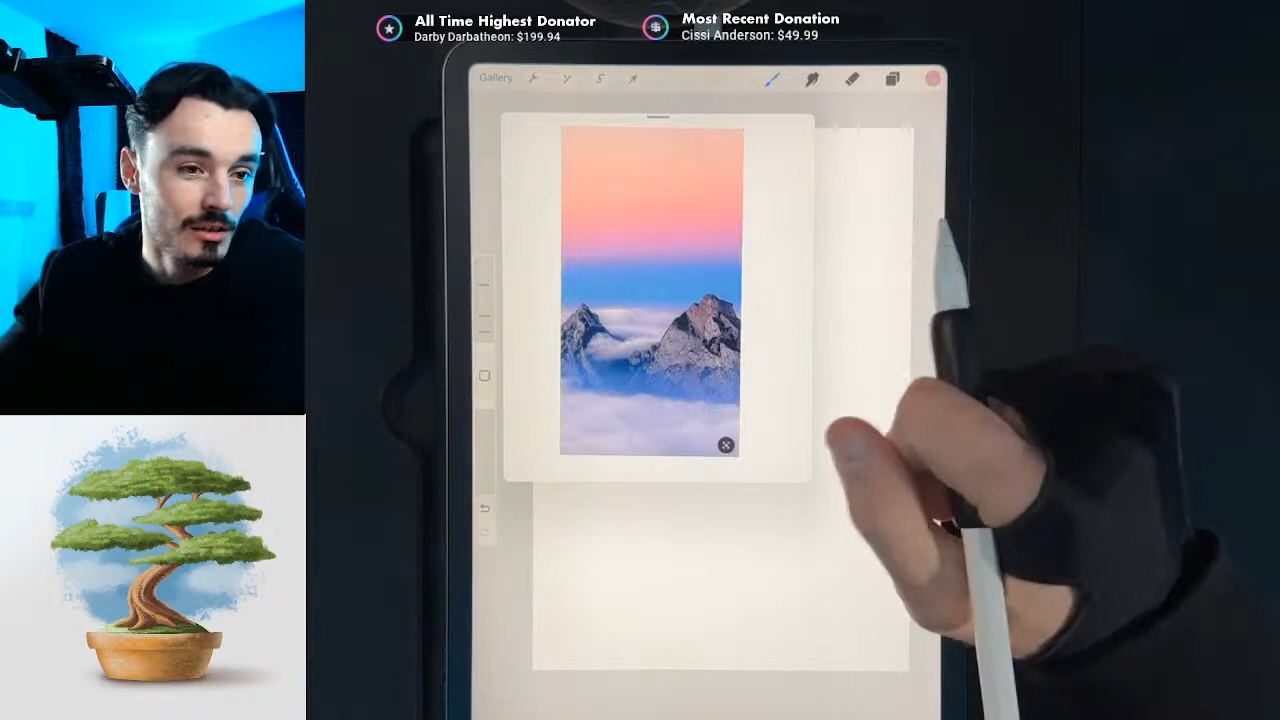 All Time Highest Donator
Darby Darbatheon: $199.94
Most Recent Donation
Cissi Anderson: $49.99
Gallery